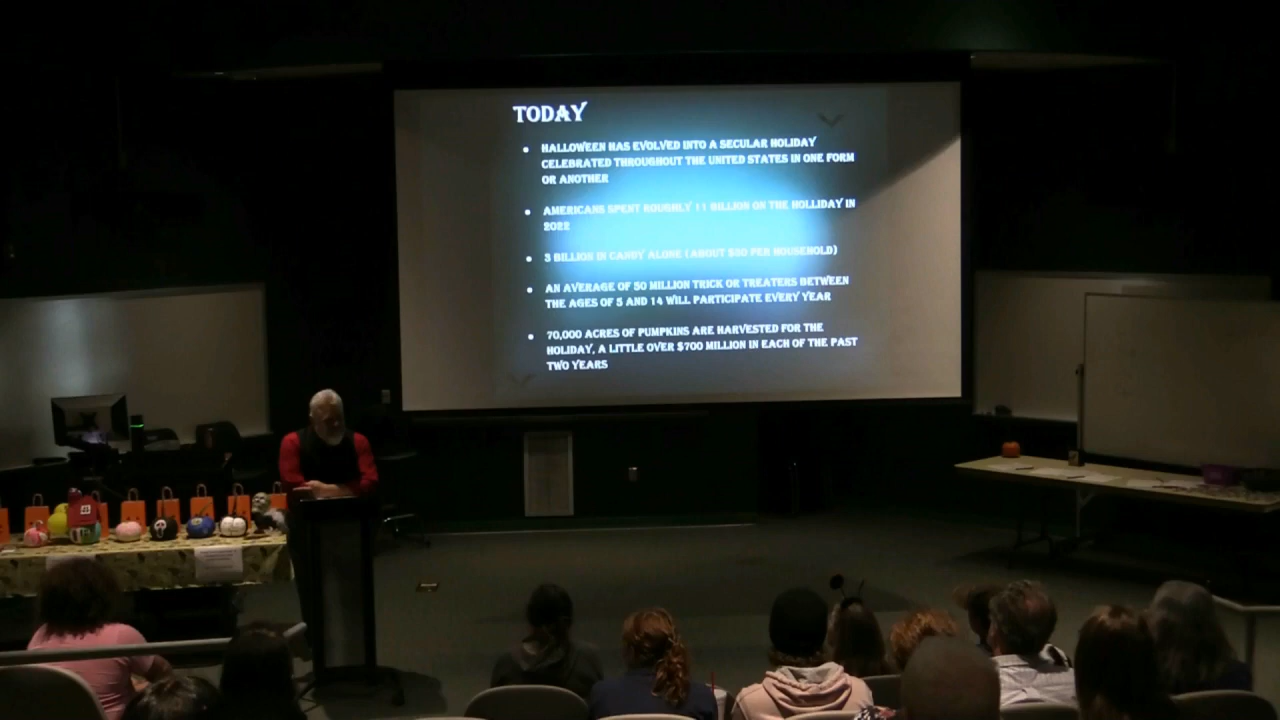 TODAY
• HALLOWEEN HAS EVOLVED INTO A SECULAR HOLIDAY
CELEBRATED THROUGHOUT THE UNITED STATES IN ONE FORM
OR ANOTHER
• AMERICANS SPENT ROUGHLY 11 BILLION ON THE HOLLIDAY IN
2022
• 3 BILLION IN CANDY ALONE (ABOUT PER HOUSEHOLD)
• AN AVERAGE OF 50 MILLION TRICK OR TREATERS BETWEEN
THE AGES OF 5 AND 14 WILL PARTICIPATE EVERY YEAR
• 70,000 ACRES OF PUMPKINS ARE HARVESTED FOR THE
HOLIDAY, A LITTLE OVER $700 MILLION IN EACH OF THE PAST
TWO YEARS